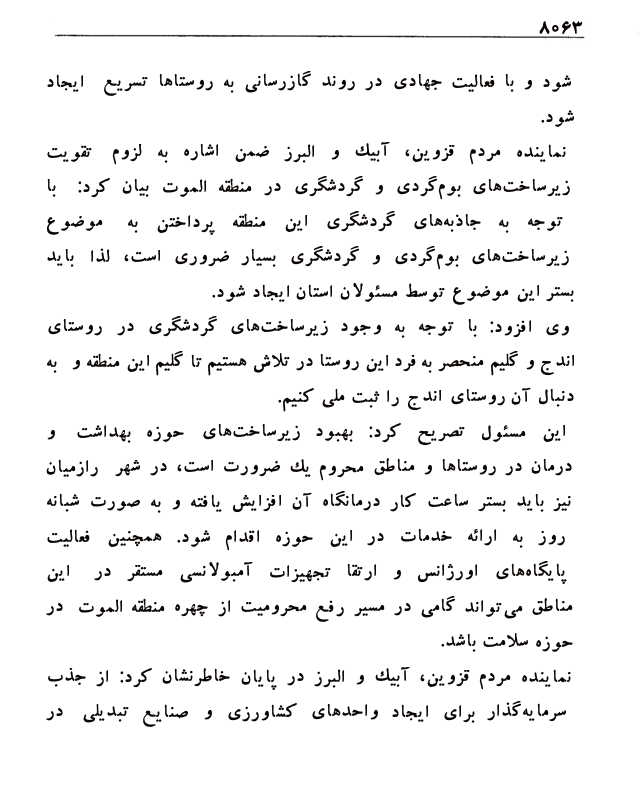 ۸۰۶۳
شود و با فعالیت جهادی در روند گازرسانی به روستاها تسریع ایجاد
شود.
نماینده مردم قزوین، آبیك و البرز ضمن اشاره به لزوم تقویت
زیرساخت‌های بوم‌گردی و گردشگری در منطقه الموت بیان کرد: با
توجه به جاذبه‌های گردشگری این منطقه پرداختن به موضوع
زیرساخت‌های بوم‌گردی و گردشگری بسیار ضروری است، لذا باید
بستر این موضوع توسط مسئولان استان ایجاد شود.
وی افزود: با توجه به وجود زیرساخت‌های گردشگری در روستای
اندج و گلیم منحصر به فرد این روستا در تلاش هستیم تا گلیم این منطقه و به
دنبال آن روستای اندج را ثبت ملی کنیم.
این مسئول تصریح کرد: بهبود زیرساخت‌های حوزه بهداشت و
درمان در روستاها و مناطق محروم یك ضرورت است، در شهر رازمیان
نیز باید بستر ساعت کار درمانگاه آن افزایش یافته و به صورت شبانه
روز به ارائه خدمات در این حوزه اقدام شود. همچنین فعالیت
پایگاه‌های اورژانس و ارتقا تجهیزات آمبولانسی مستقر در این
مناطق می‌تواند گامی در مسیر رفع محرومیت از چهره منطقه الموت در
حوزه سلامت باشد.
نماینده مردم قزوین، آبیك و البرز در پایان خاطرنشان کرد: از جذب
سرمایه‌گذار برای ایجاد واحدهای کشاورزی و صنایع تبدیلی در